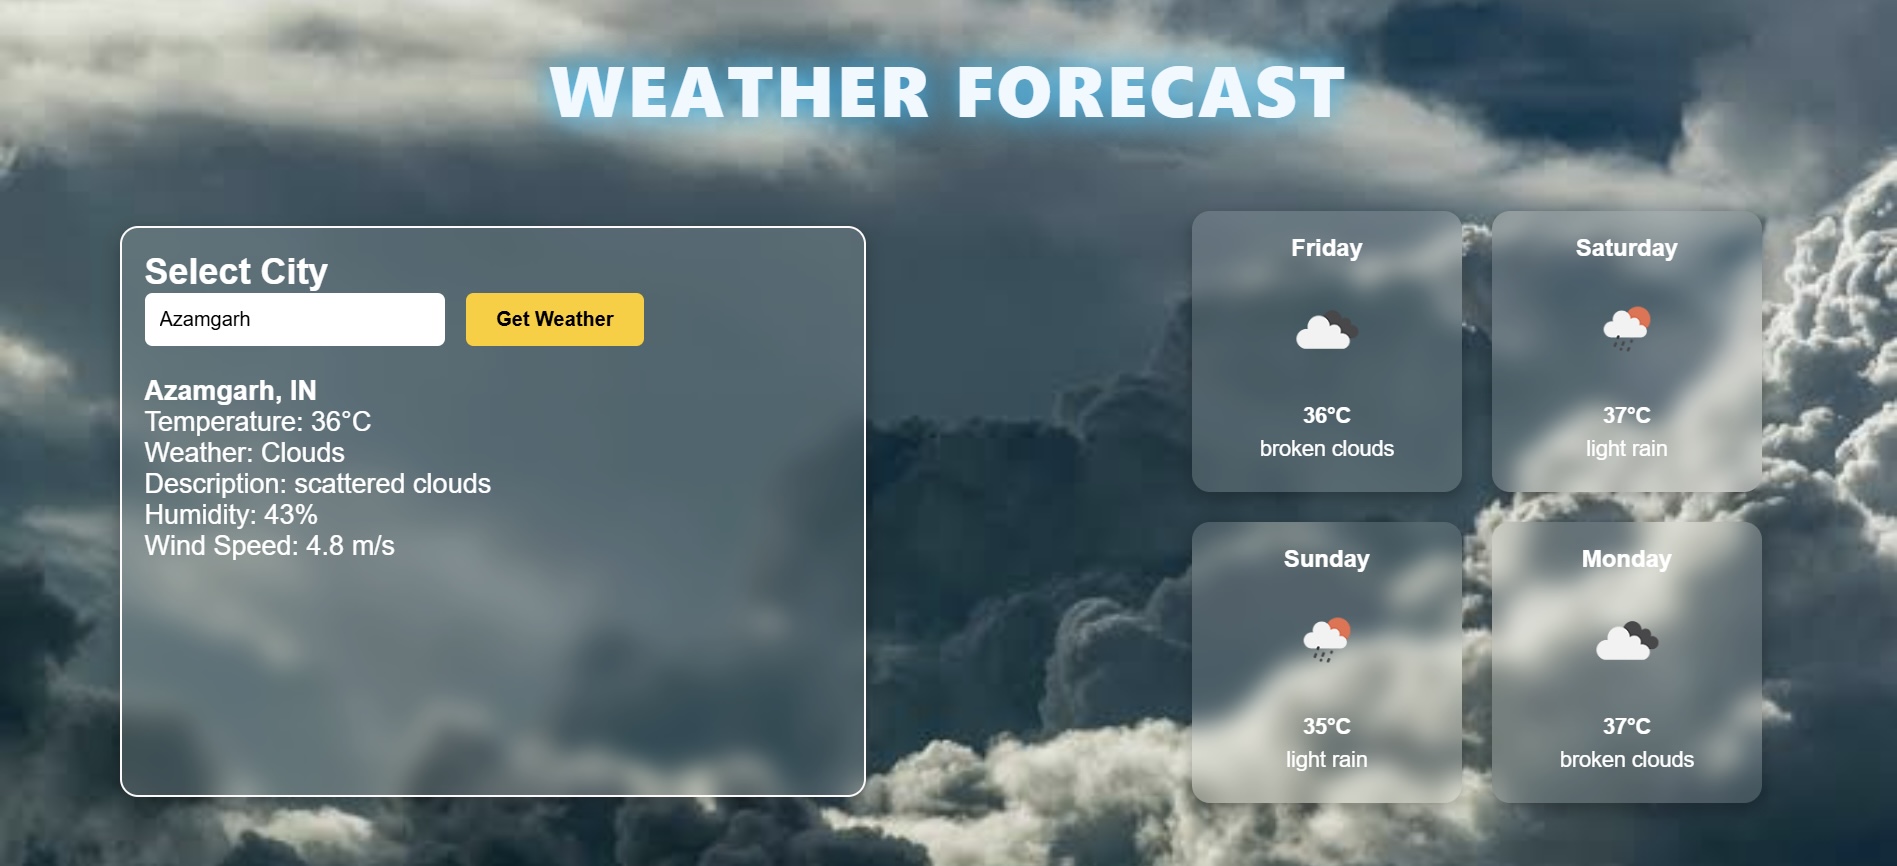 WEATHER FORECAST
Select City
Azamgarh
Get Weather
Azamgarh, IN
Temperature: 36°C
Weather: Clouds
Description: scattered clouds
Humidity: 43%
Wind Speed: 4.8 m/s
Friday
36°C
broken clouds
Saturday
37°C
light rain
Sunday
35°C
light rain
Monday
37°C
broken clouds